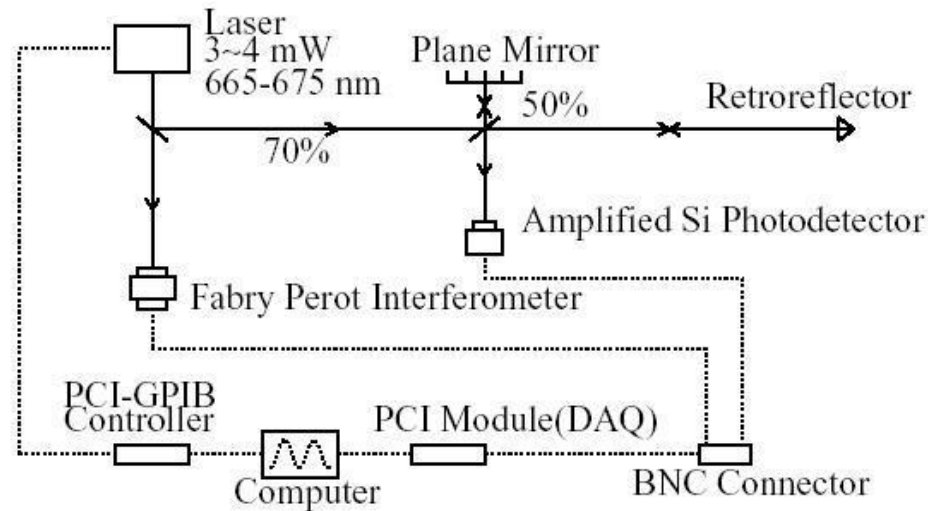 Laser
3~4 mW
665-675 nm
Plane Mirror
50%
Retroreflector
70%
Amplified Si Photodetector
Fabry Perot Interferometer
PCI-GPIB
Controller
PCI Module(DAQ)
Computer
BNC Connector